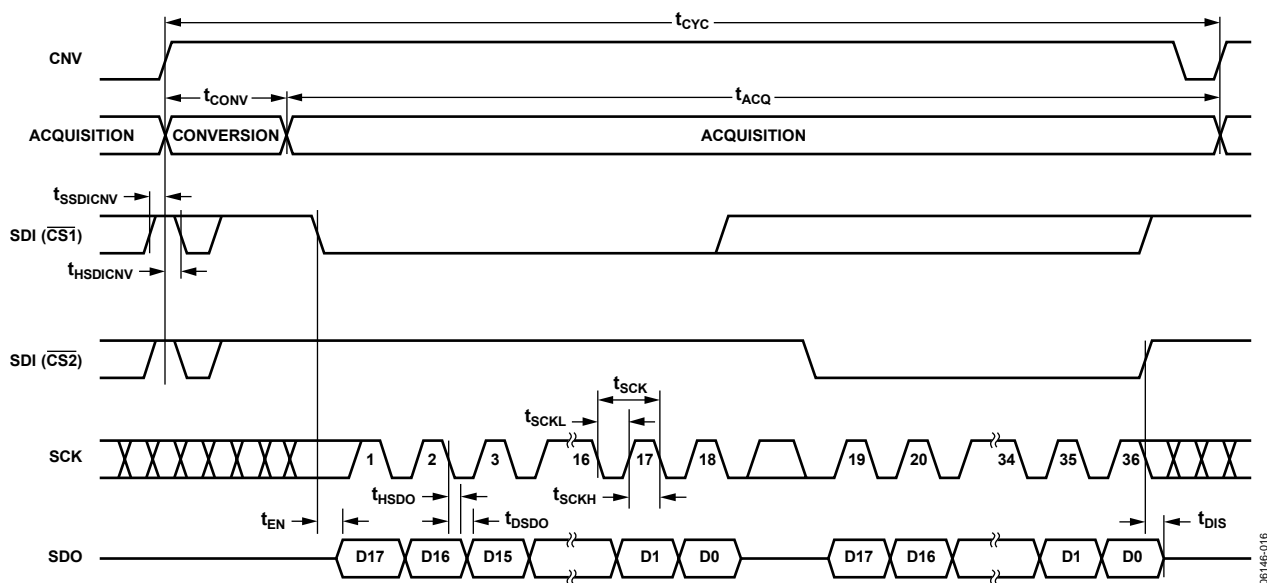 tCYC
CNV
tCONV
tACQ
ACQUISITION
CONVERSION
ACQUISITION
tSSDICNV
SDI (CS1)
tHSDICNV
SDI (CS2)
tSCK
tSCKL
SCK
1 2 3 16 17 18 19 20 34 35 36
tHSDO
tSCKH
tEN
tDSDO
tDIS
SDO
D17 D16 D15 D1 D0 D17 D16 D1 D0
06146-016